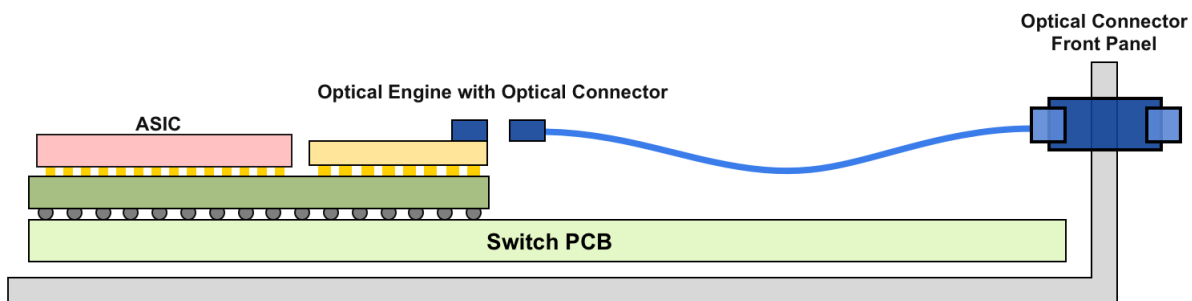 Optical Connector
Front Panel
Optical Engine with Optical Connector
ASIC
Switch PCB